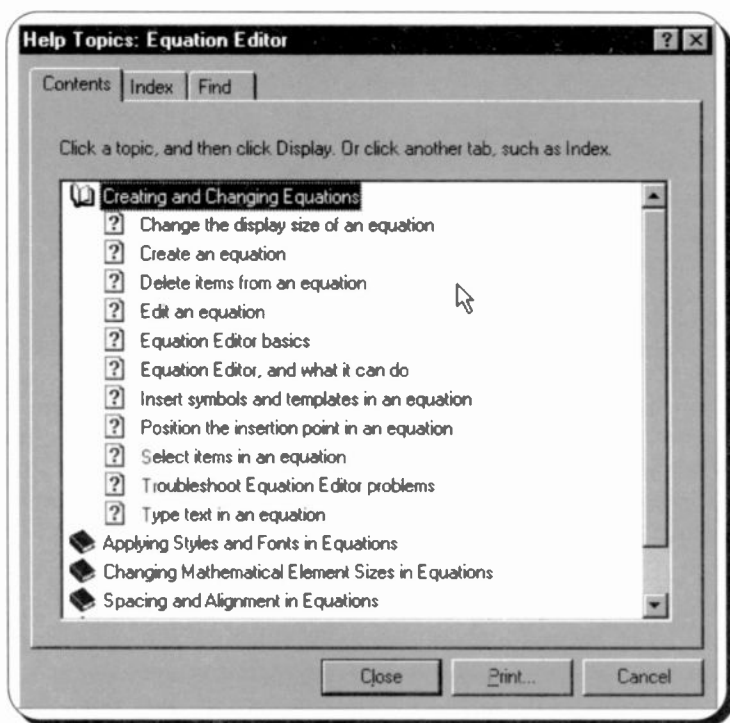 Help Topics: Equation Editor
Contents Index Find
Click a topic, and then click Display. Or click another tab, such as Index.
Creating and Changing Equations
Change the display size of an equation
Create an equation
Delete items from an equation
Edit an equation
Equation Editor basics
Equation Editor, and what it can do
Insert symbols and templates in an equation
Position the insertion point in an equation
Select items in an equation
Troubleshoot Equation Editor problems
Type text in an equation
Applying Styles and Fonts in Equations
Changing Mathematical Element Sizes in Equations
Spacing and Alignment in Equations
Close Print... Cancel